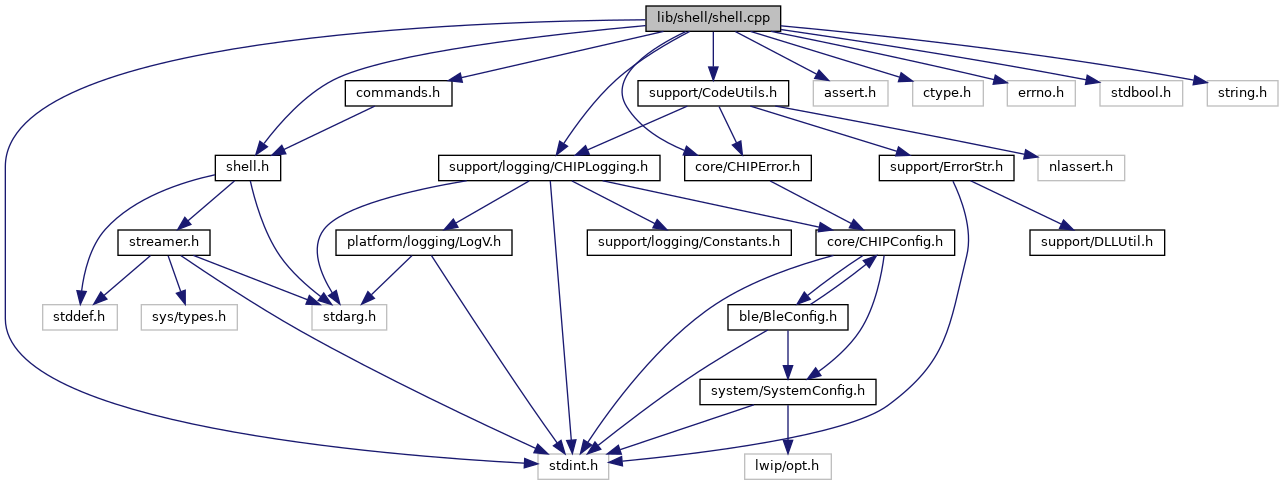 lib/shell/shell.cpp
commands.h
support/CodeUtils.h
assert.h
ctype.h
errno.h
stdbool.h
string.h
shell.h
support/logging/CHIPLogging.h
core/CHIPError.h
support/ErrorStr.h
nlassert.h
streamer.h
platform/logging/LogV.h
support/logging/Constants.h
core/CHIPConfig.h
support/DLLUtil.h
stddef.h
sys/types.h
stdarg.h
ble/BleConfig.h
system/SystemConfig.h
stdint.h
lwip/opt.h